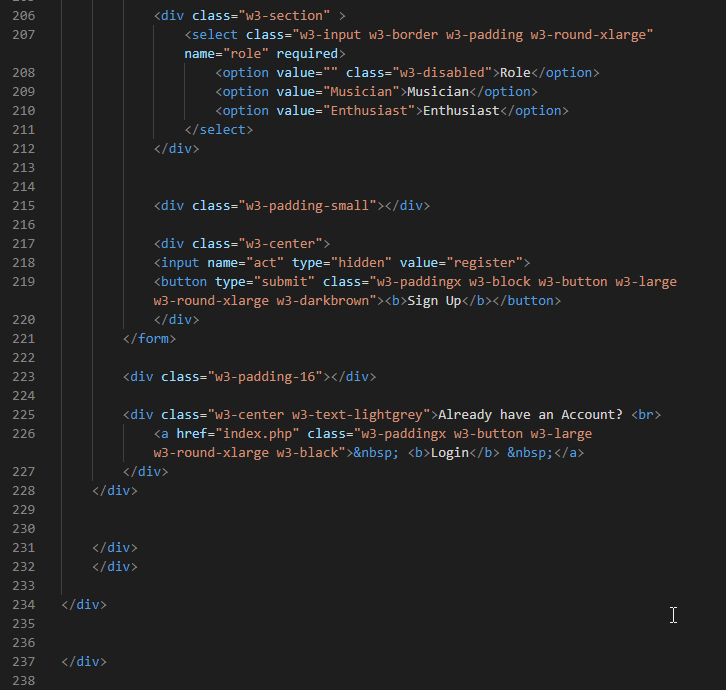 206 <div class="w3-section" >
207 <select class="w3-input w3-border w3-padding w3-round-xlarge"
name="role" required>
208 <option value="" class="w3-disabled">Role</option>
209 <option value="Musician">Musician</option>
210 <option value="Enthusiast">Enthusiast</option>
211 </select>
212 </div>
213
214
215 <div class="w3-padding-small"></div>
216
217 <div class="w3-center">
218 <input name="act" type="hidden" value="register">
219 <button type="submit" class="w3-paddingx w3-block w3-button w3-large
w3-round-xlarge w3-darkbrown"><b>Sign Up</b></button>
220 </div>
221 </form>
222
223 <div class="w3-padding-16"></div>
224
225 <div class="w3-center w3-text-lightgrey">Already have an Account? <br>
226 <a href="index.php" class="w3-paddingx w3-button w3-large
w3-round-xlarge w3-black">&nbsp; <b>Login</b> &nbsp;</a>
227 </div>
228 </div>
229
230
231 </div>
232 </div>
233
234 </div>
235
236
237 </div>
238